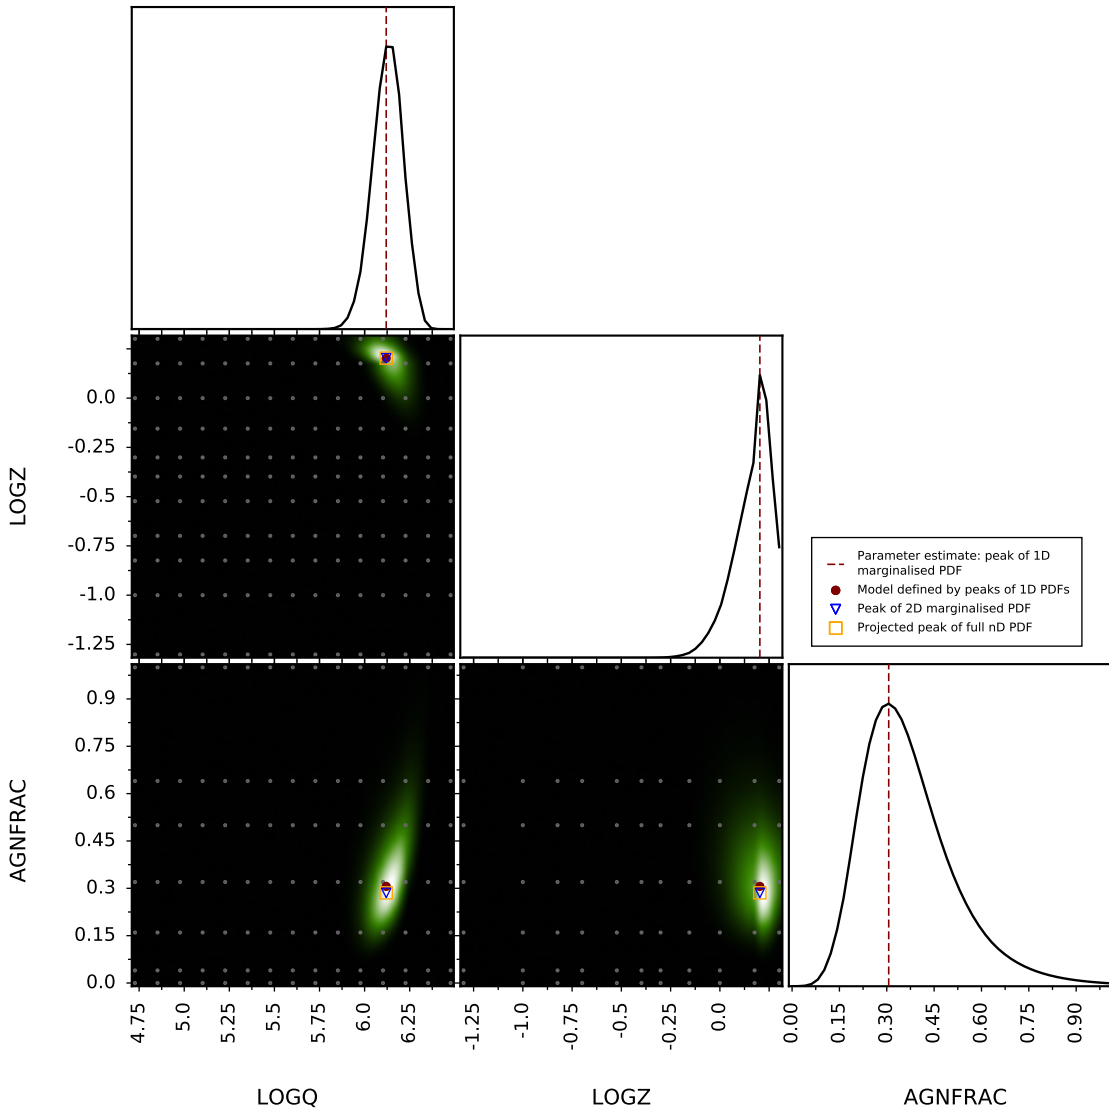 LOGZ
0.0
-0.25
-0.5
-0.75
-1.0
-1.25
Parameter estimate: peak of 1D
marginalised PDF
Model defined by peaks of 1D PDFs
Peak of 2D marginalised PDF
Projected peak of full nD PDF
AGNFRAC
0.9
0.75
0.6
0.45
0.3
0.15
0.0
4.75 5.0 5.25 5.5 5.75 6.0 6.25
-1.25 -1.0 -0.75 -0.5 -0.25 0.0
0.00 0.15 0.30 0.45 0.60 0.75 0.90
LOGQ LOGZ AGNFRAC